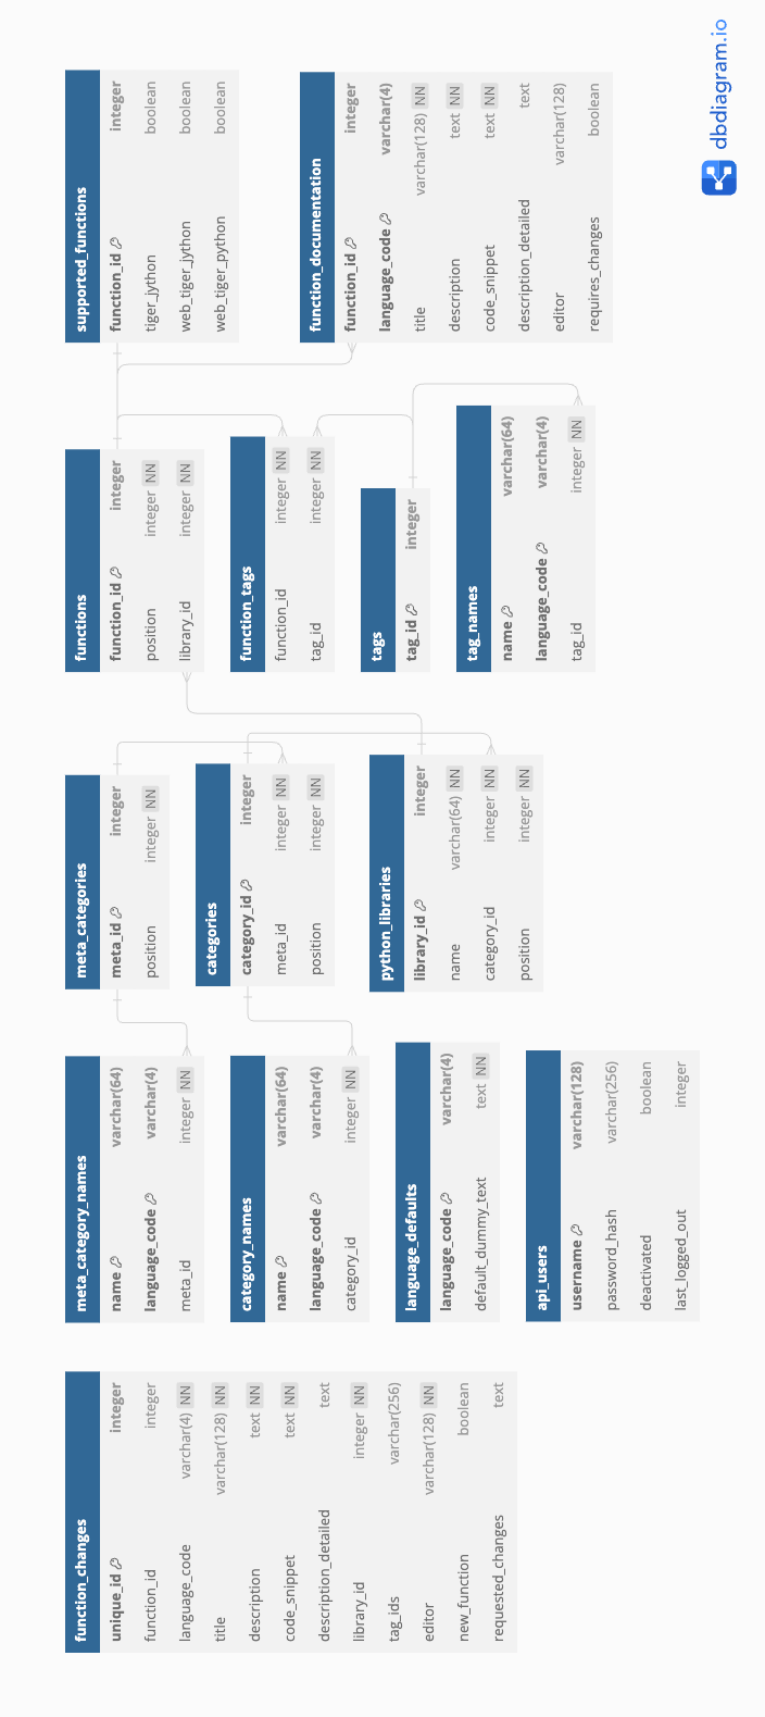 function_changes
unique_id integer
function_id integer
language_code varchar(4) NN
title varchar(128) NN
description text NN
code_snippet text NN
description_detailed text
library_id integer NN
tag_ids varchar(256)
editor varchar(128) NN
new_function boolean
requested_changes text
meta_category_names
name varchar(64)
language_code varchar(4)
meta_id integer NN
category_names
name varchar(64)
language_code varchar(4)
category_id integer NN
language_defaults
language_code varchar(4)
default_dummy_text text NN
api_users
username varchar(128)
password_hash varchar(256)
deactivated boolean
last_logged_out integer
meta_categories
meta_id integer
position integer NN
categories
category_id integer
meta_id integer NN
position integer NN
python_libraries
library_id integer
name varchar(64) NN
category_id integer NN
position integer NN
functions
function_id integer
position integer NN
library_id integer NN
function_tags
function_id integer NN
tag_id integer NN
tags
tag_id integer
tag_names
name varchar(64)
language_code varchar(4)
tag_id integer NN
supported_functions
function_id integer
tiger_jython boolean
web_tiger_jython boolean
web_tiger_python boolean
function_documentation
function_id integer
language_code varchar(4)
title varchar(128) NN
description text NN
code_snippet text NN
description_detailed text
editor varchar(128)
requires_changes boolean
dbdiagram.io